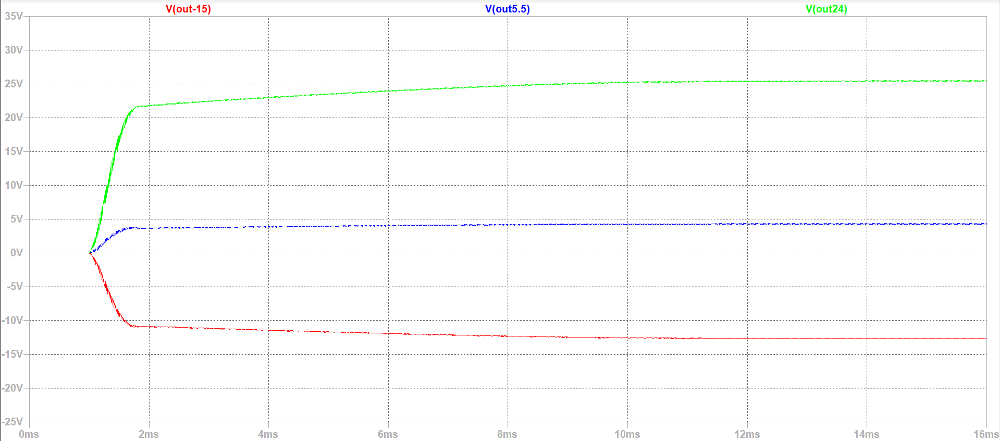 V(out-15) V(out5.5) V(out24)
35V
30V
25V
20V
15V
10V
5V
0V
-5V
-10V
-15V
-20V
-25V
0ms 2ms 4ms 6ms 8ms 10ms 12ms 14ms 16ms